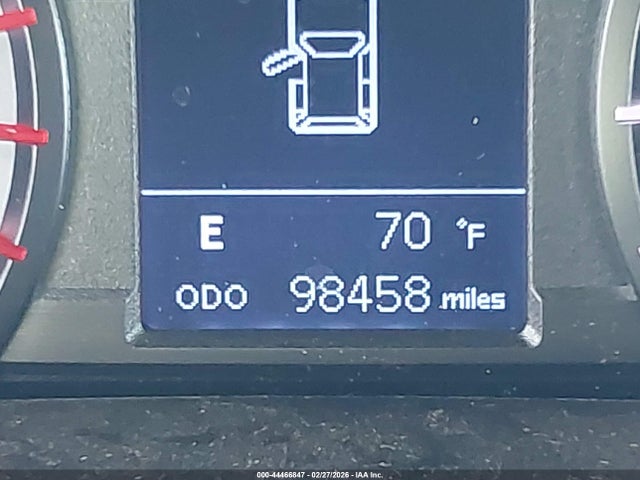 E 70 °F
ODO 98458 miles
000-44466847 - 02/27/2026 - IAA Inc.